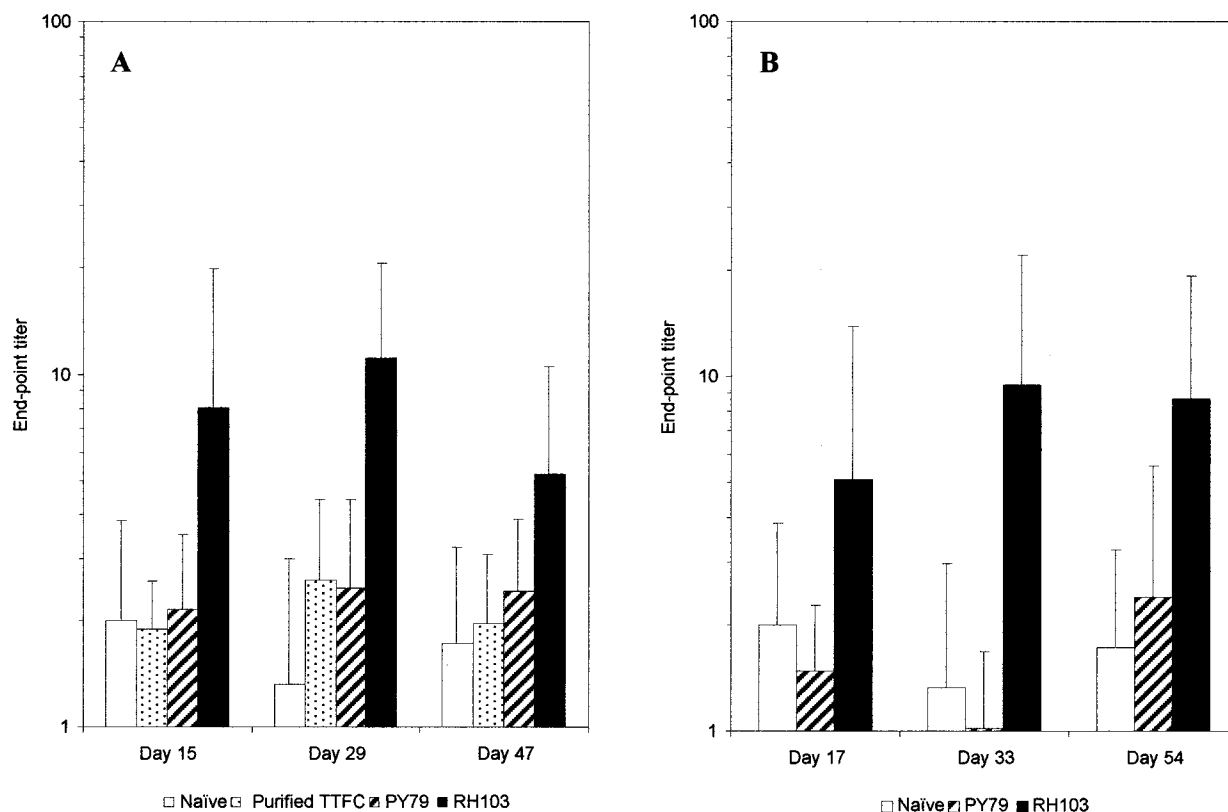 A
100
10
1
End-point titer
Day 15 Day 29 Day 47
Naïve Purified TTFC PY79 RH103
B
100
10
1
End-point titer
Day 17 Day 33 Day 54
Naïve PY79 RH103